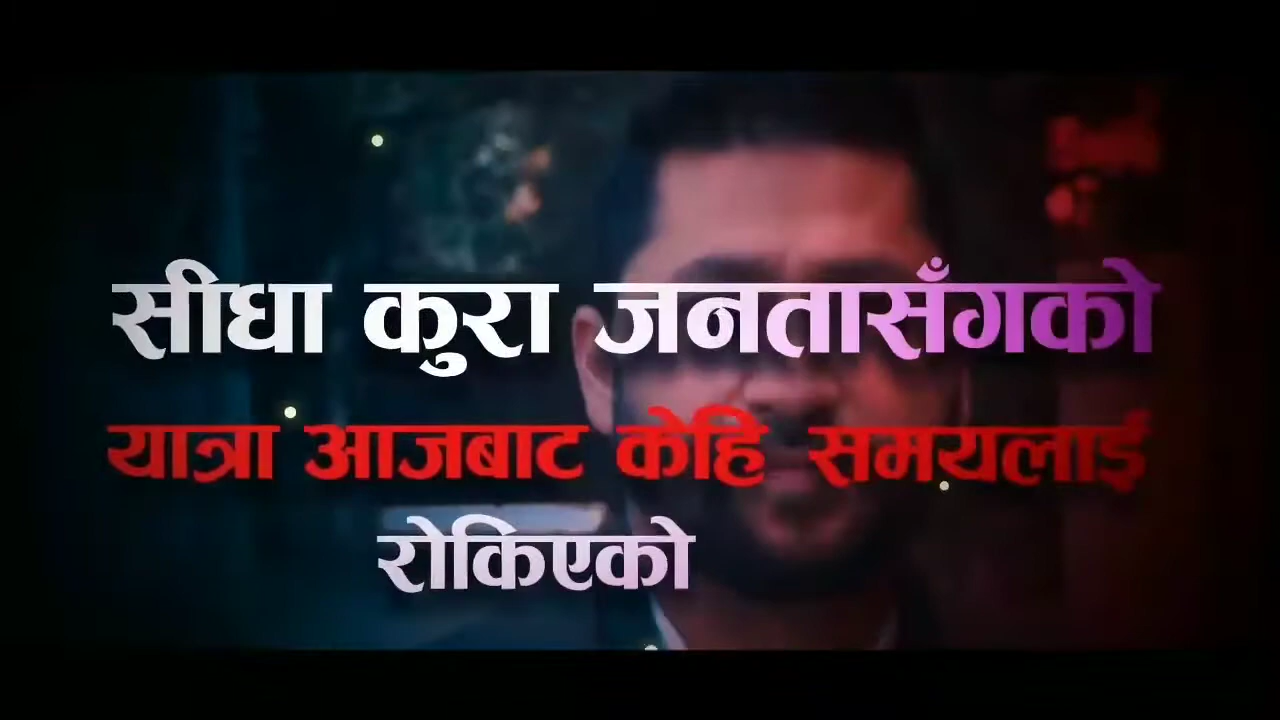 सीधा कुरा जनतासँगको
यात्रा आजबाट केहि समयलाई
रोकिएको